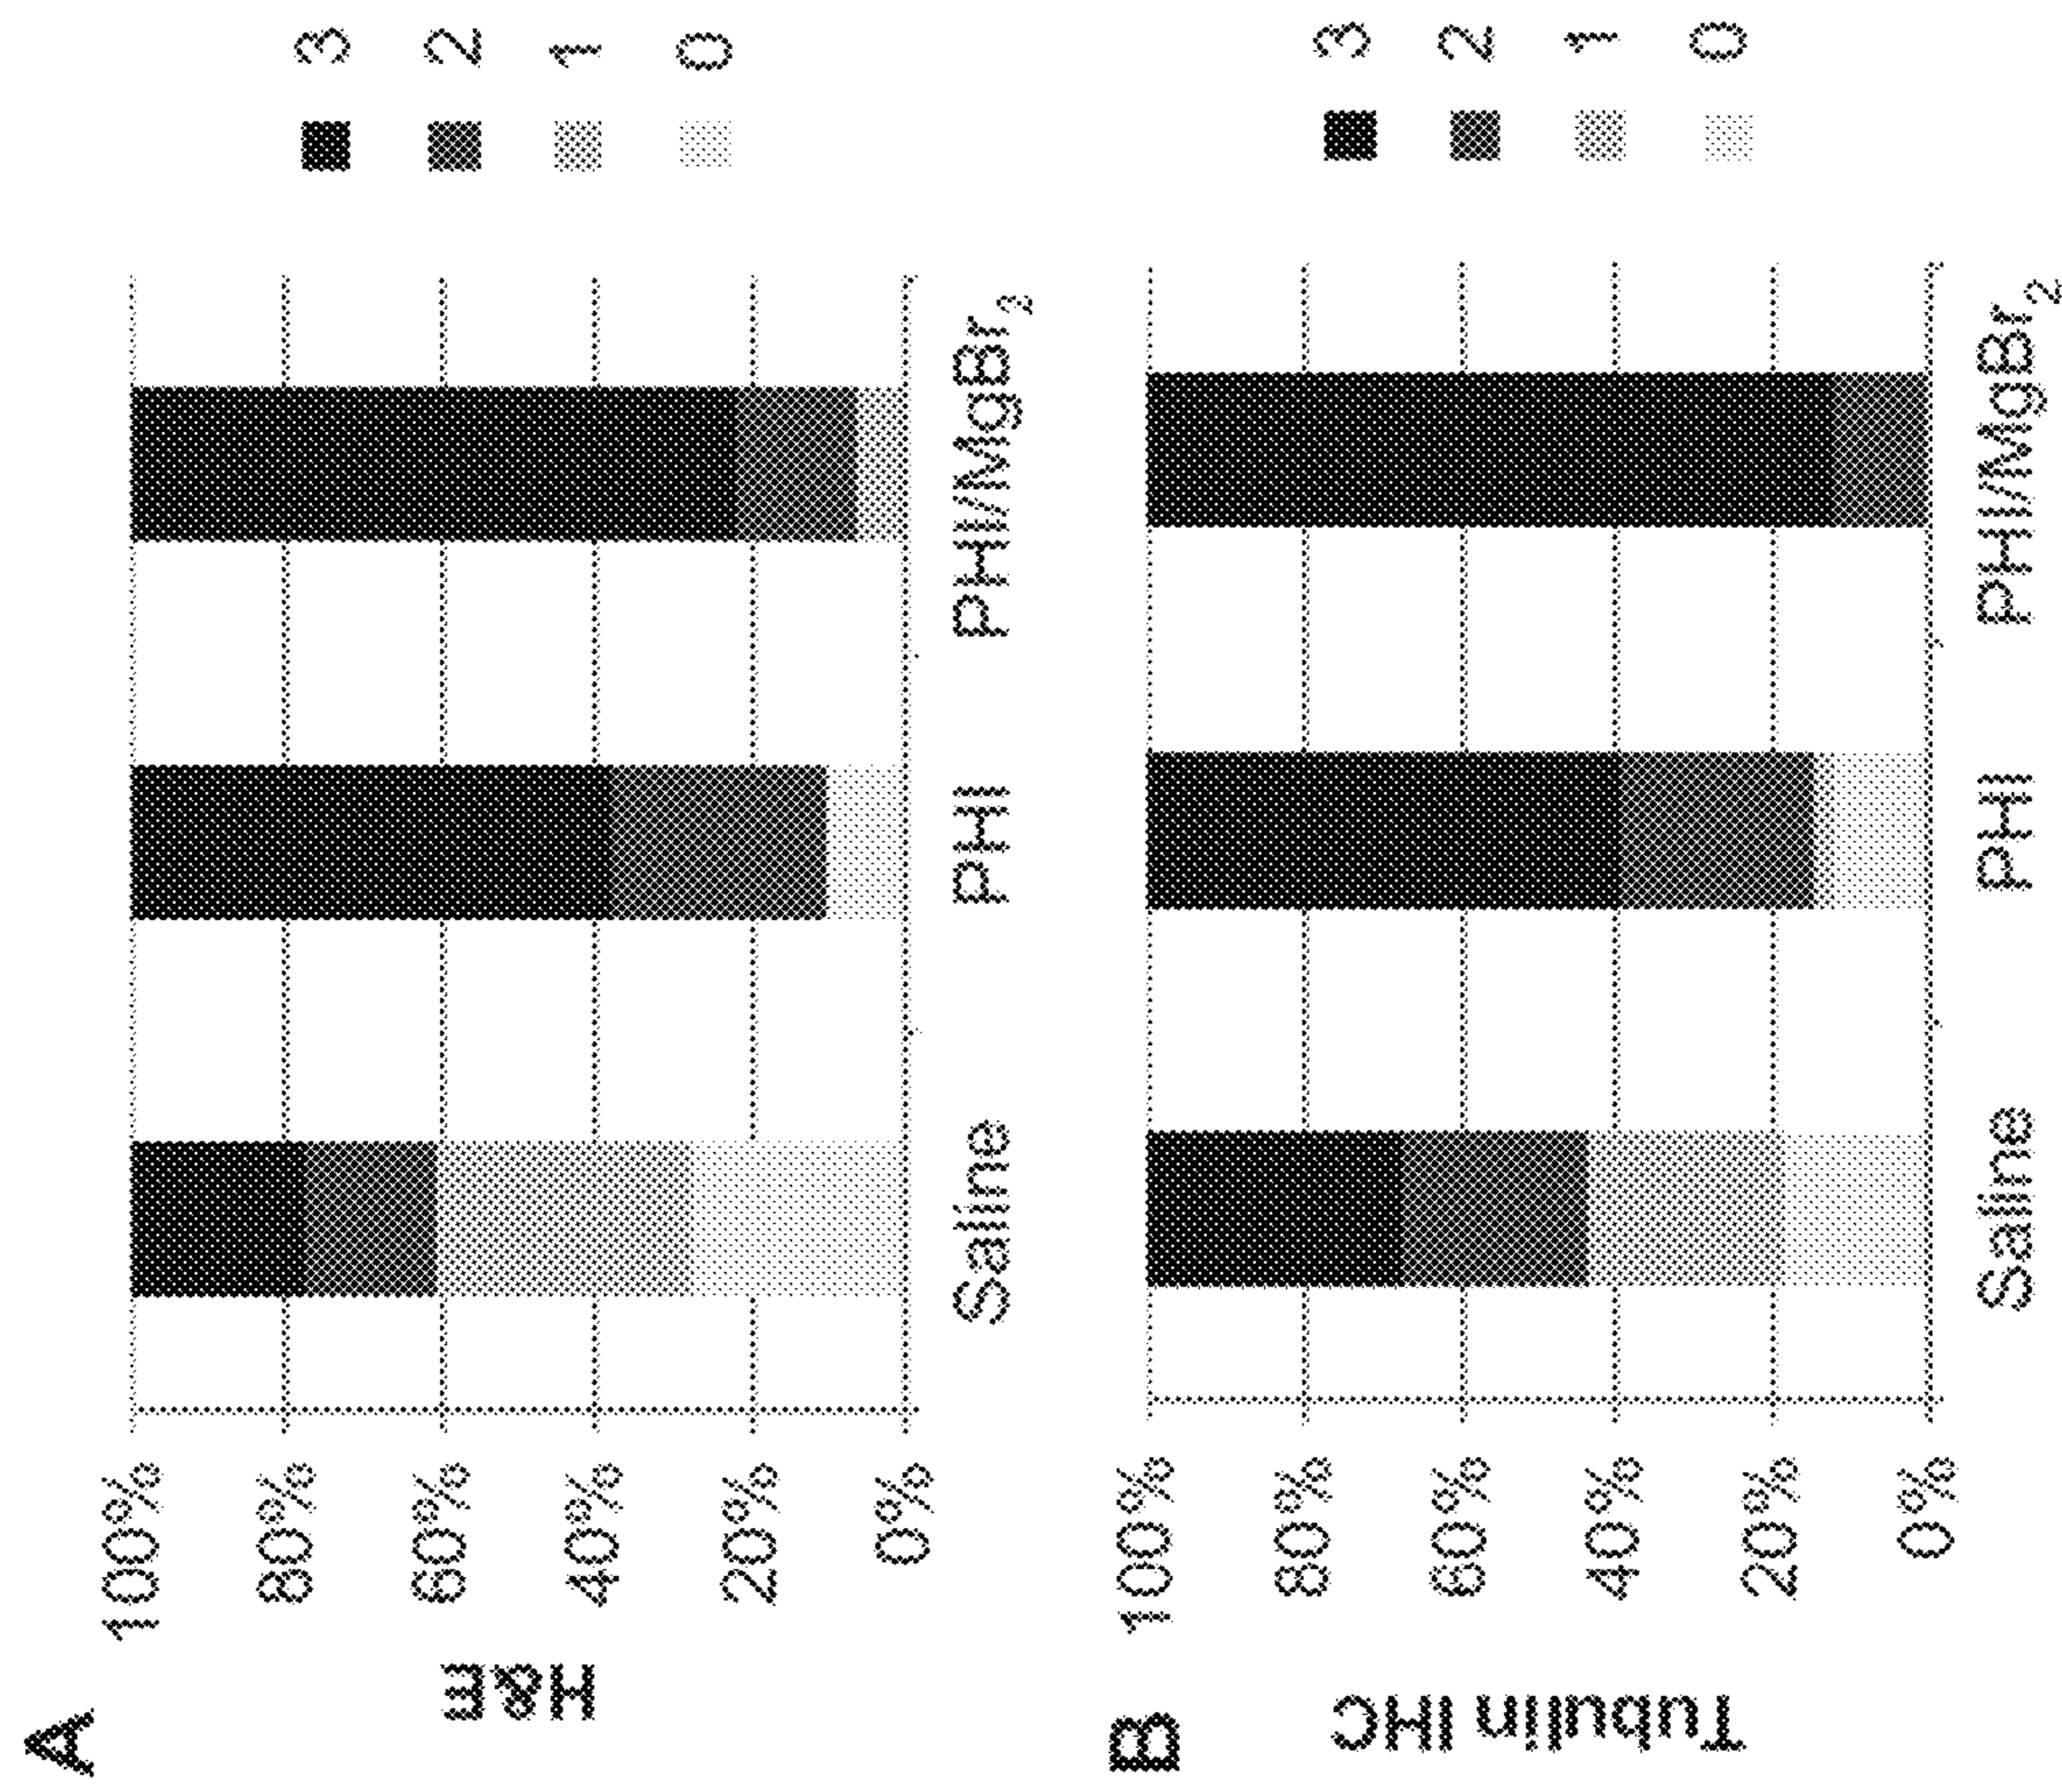 A
H&E
100%
80%
60%
40%
20%
0%
Saline
PHI
PHI/MgBr₂
3
2
1
0
B
Tubulin IHC
100%
80%
60%
40%
20%
0%
Saline
PHI
PHI/MgBr₂
3
2
1
0